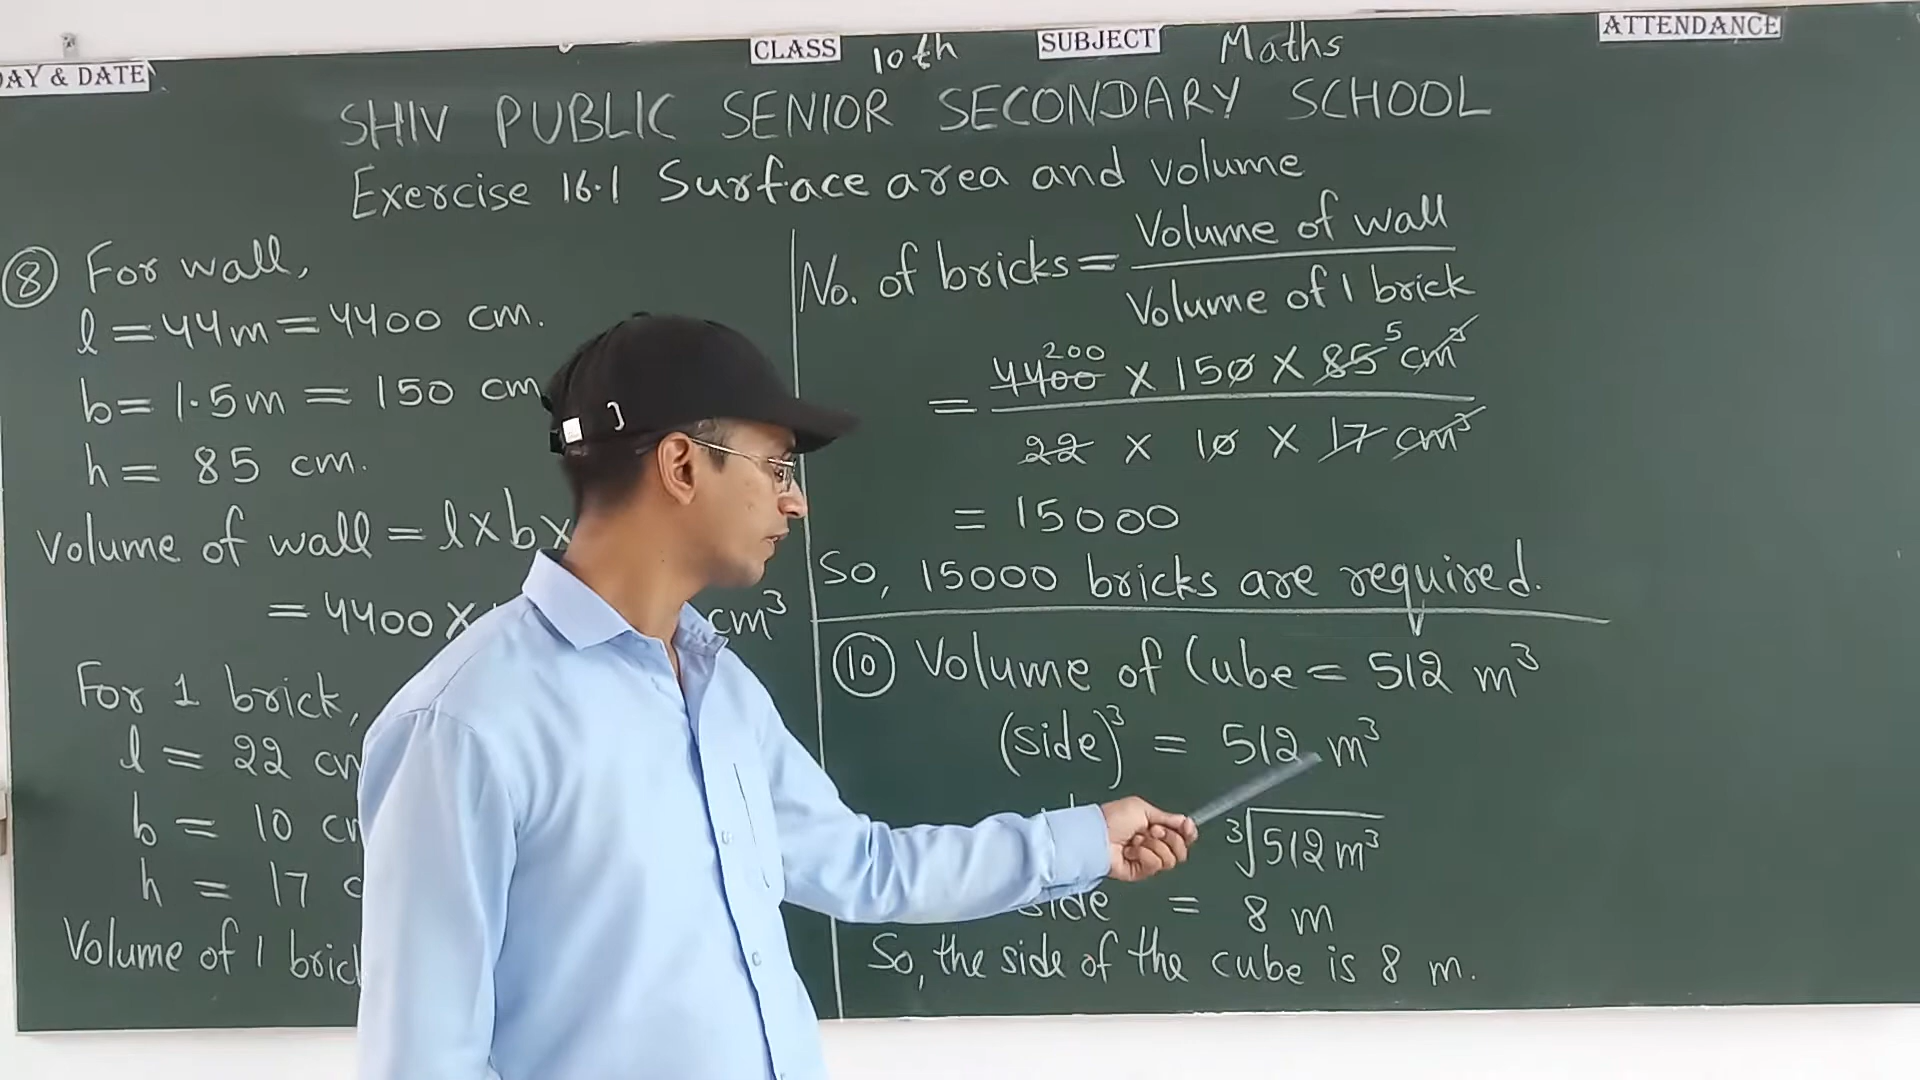 DAY & DATE
CLASS 10th SUBJECT Maths ATTENDANCE
SHIV PUBLIC SENIOR SECONDARY SCHOOL
Exercise 16.1 Surface area and volume
⑧ For wall,
l = 44m = 4400 cm.
b = 1.5m = 150 cm
h = 85 cm.
Volume of wall = l×b×
= 4400× cm³
For 1 brick,
l = 22 cm
b = 10 cm
h = 17 c
Volume of 1 brick
No. of bricks = Volume of wall
Volume of 1 brick
200 5
= 4400 × 150 × 85 cm³
22 × 10 × 17 cm³
= 15000
So, 15000 bricks are required.
⑩ Volume of Cube = 512 m³
(side)³ = 512 m³
³√512m³
side = 8 m
So, the side of the cube is 8 m.